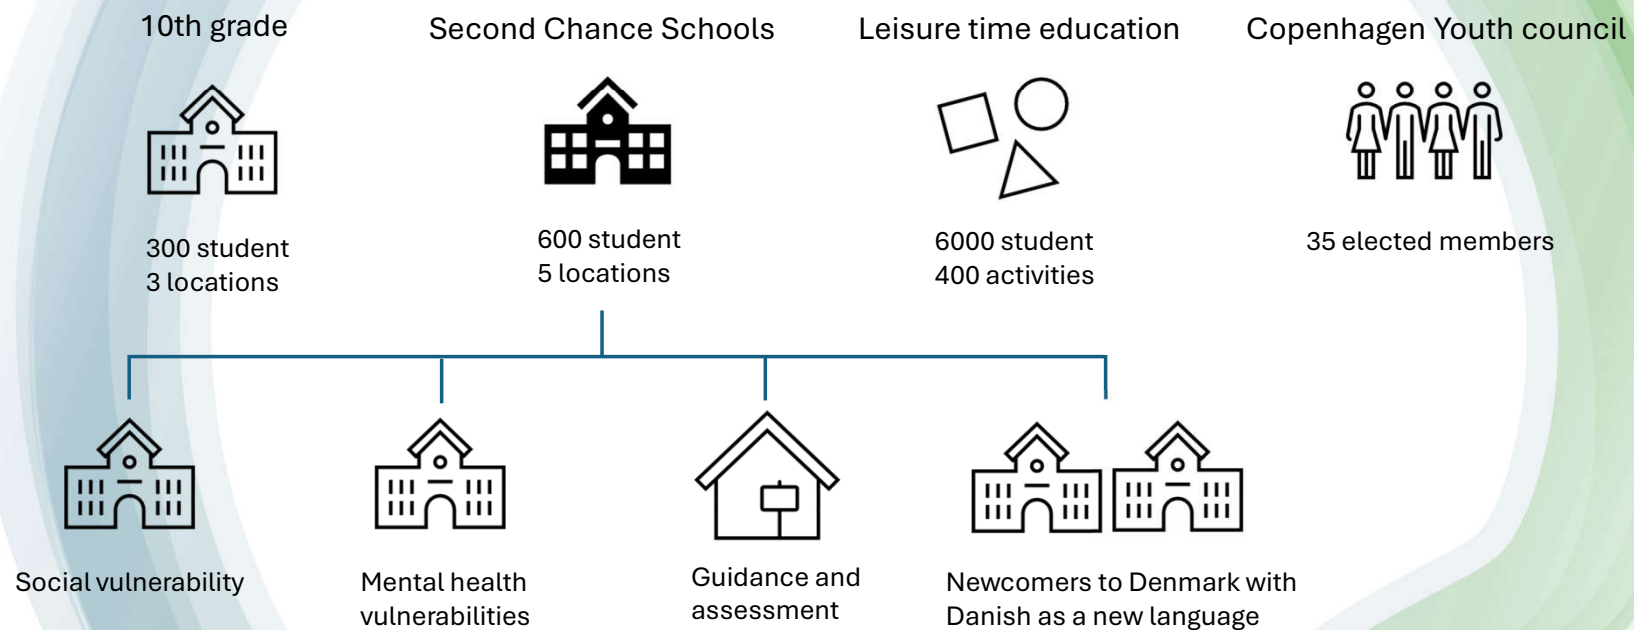 10th grade
Second Chance Schools
Leisure time education
Copenhagen Youth council
300 student
3 locations
600 student
5 locations
6000 student
400 activities
35 elected members
Social vulnerability
Mental health
vulnerabilities
Guidance and
assessment
Newcomers to Denmark with
Danish as a new language